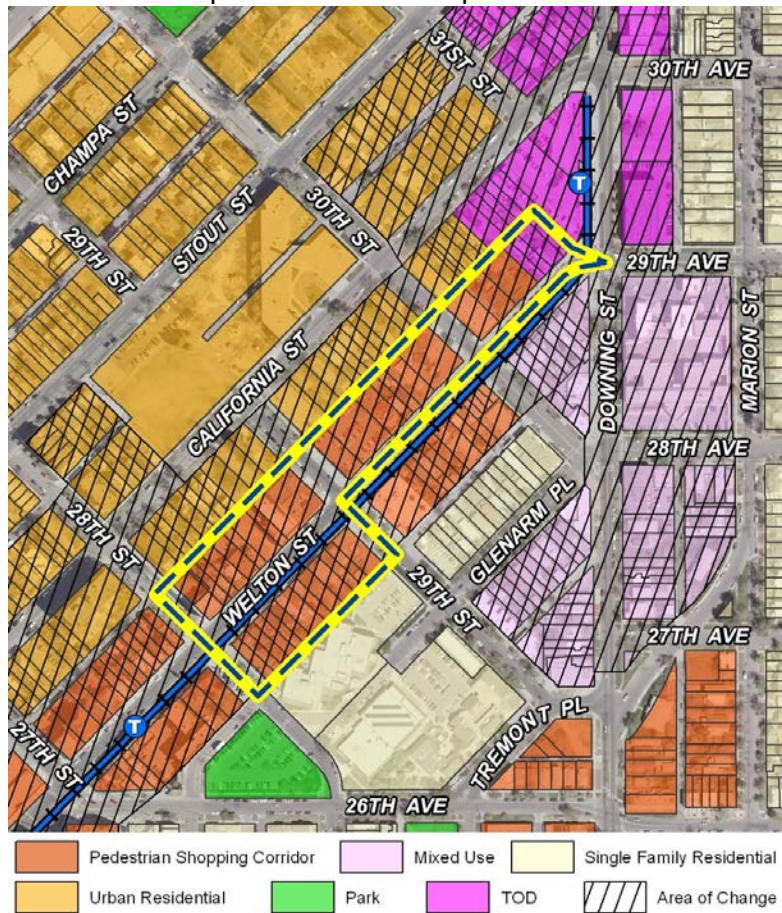 31ST ST
30TH AVE
CHAMPA ST
T
30TH ST
STOUT ST
29TH ST
29TH AVE
DOWNING ST
MARION ST
CALIFORNIA ST
28TH AVE
GLENARM PL
28TH ST
WELTON ST
29TH ST
27TH AVE
T
TREMONT PL
27TH ST
26TH AVE
Pedestrian Shopping Corridor
Mixed Use
Single Family Residential
Urban Residential
Park
TOD
Area of Change